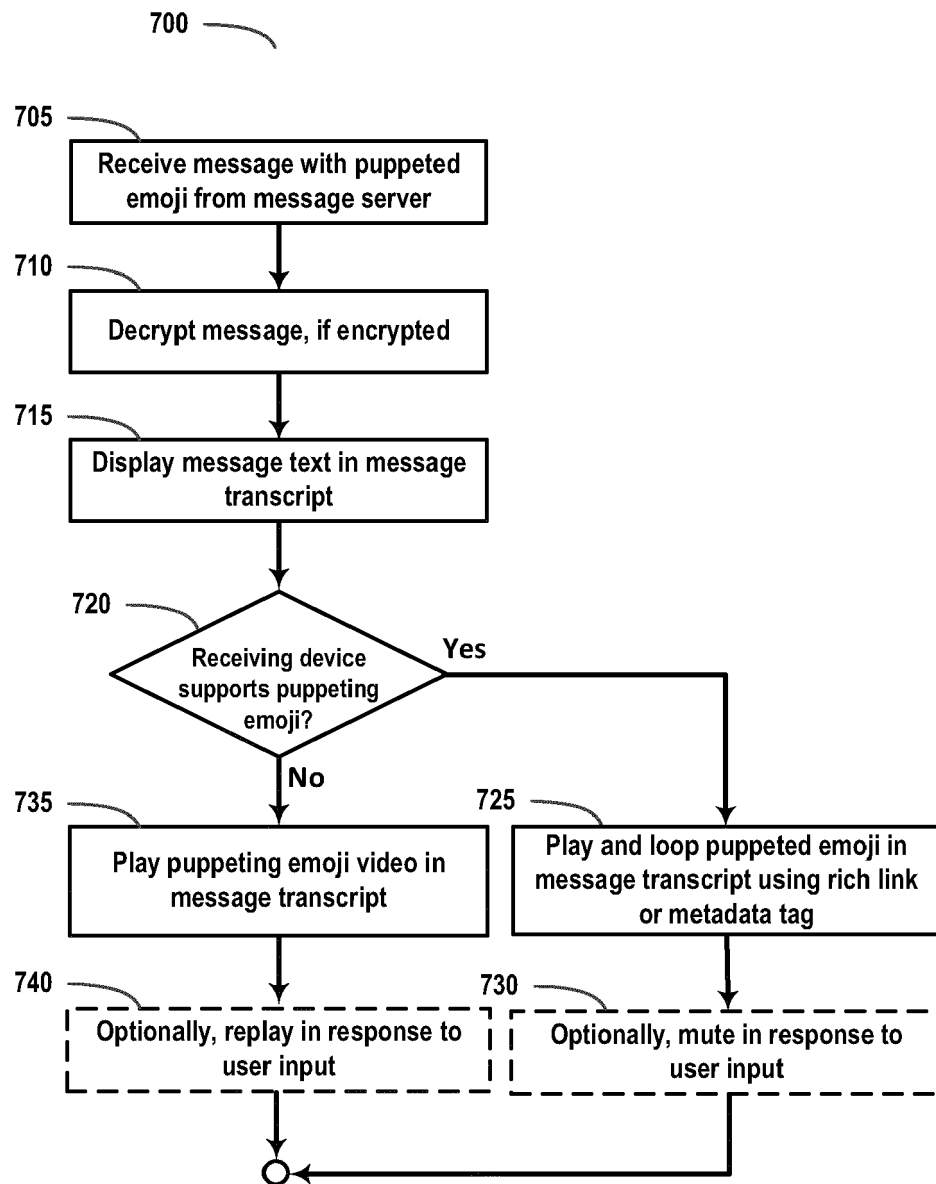 700
705
Receive message with puppeted
emoji from message server
710
Decrypt message, if encrypted
715
Display message text in message
transcript
720
Receiving device
supports puppeting
emoji?
Yes
No
735
Play puppeting emoji video in
message transcript
725
Play and loop puppeted emoji in
message transcript using rich link
or metadata tag
740
Optionally, replay in response to
user input
730
Optionally, mute in response to
user input